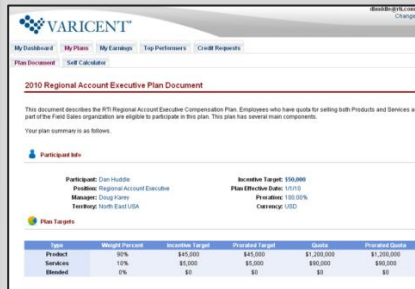 VARICENT
Change
My Dashboard My Plans My Earnings Top Performers Credit Requests
Plan Document Self Calculator
2010 Regional Account Executive Plan Document
This document describes the RTI Regional Account Executive Compensation Plan. Employees who have quota for selling both Products and Services a
part of the Field Sales organization are eligible to participate in this plan. This plan has several main components.
Your plan summary is as follows.
Participant Info
Participant: Dan Huddle Incentive Target: $50,000
Position: Regional Account Executive Plan Effective Date: 1/1/10
Manager: Doug Karey Proration: 100.00%
Territory: North East USA Currency: USD
Plan Targets
Type Weight Percent Incentive Target Prorated Target Quota Prorated Quota
Product 90% $45,000 $45,000 $1,200,000 $1,200,000
Services 10% $5,000 $5,000 $90,000 $90,000
Blended 0% $0 $0 $0 $0